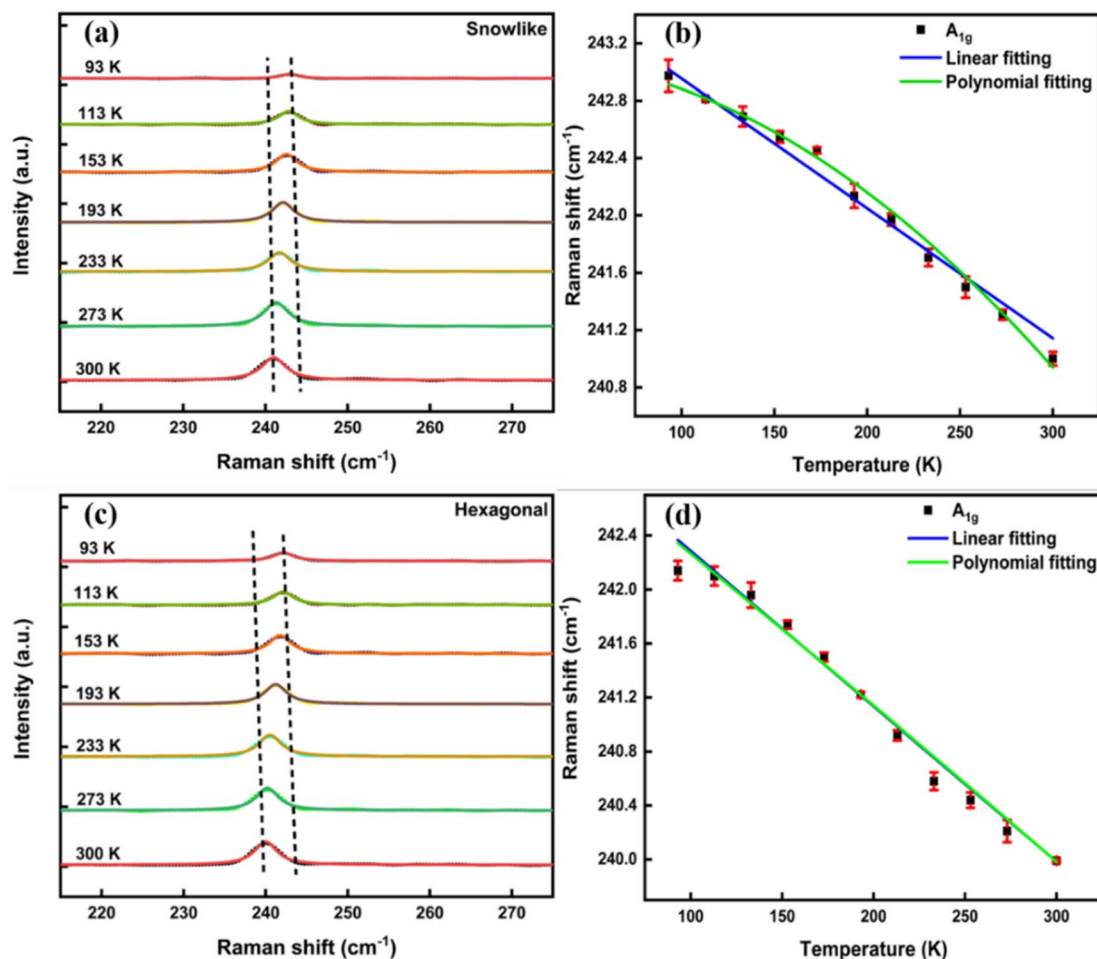 (a)
Snowlike
93 K
113 K
153 K
193 K
233 K
273 K
300 K
Intensity (a.u.)
220 230 240 250 260 270
Raman shift (cm⁻¹)
(b)
A₁g
Linear fitting
Polynomial fitting
243.2
242.8
242.4
242.0
241.6
241.2
240.8
Raman shift (cm⁻¹)
100 150 200 250 300
Temperature (K)
(c)
Hexagonal
93 K
113 K
153 K
193 K
233 K
273 K
300 K
Intensity (a.u.)
220 230 240 250 260 270
Raman shift (cm⁻¹)
(d)
A₁g
Linear fitting
Polynomial fitting
242.4
242.0
241.6
241.2
240.8
240.4
240.0
Raman shift (cm⁻¹)
100 150 200 250 300
Temperature (K)